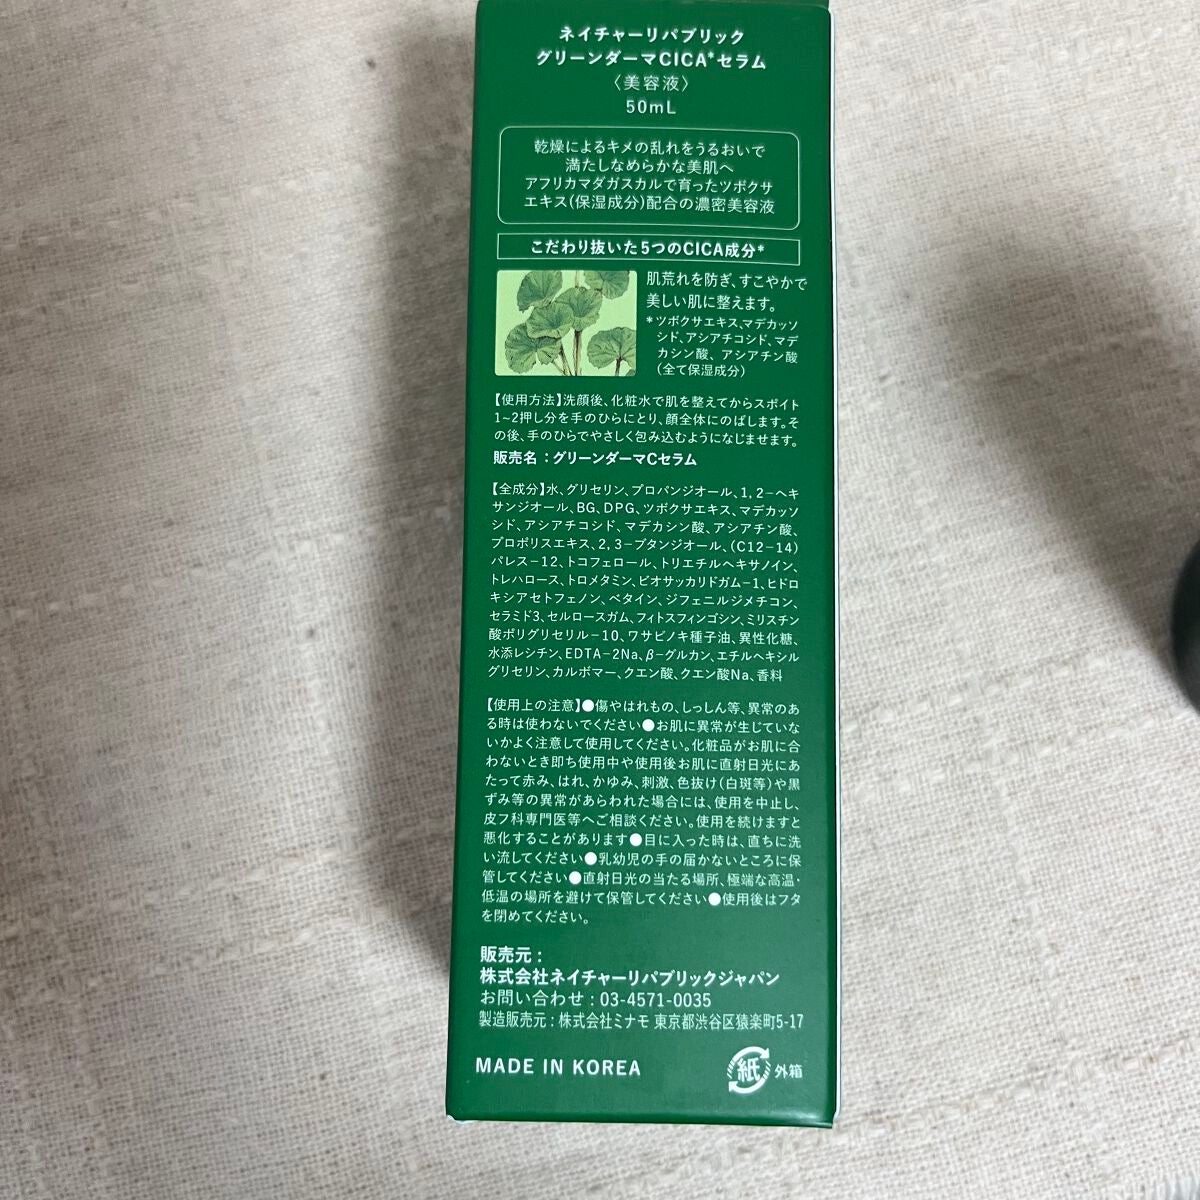 ネイチャーリパブリック
グリーンダーマCICA*セラム
〈美容液〉
50mL
乾燥によるキメの乱れをうるおいで
満たしなめらかな美肌へ
アフリカマダガスカルで育ったツボクサ
エキス(保湿成分)配合の濃密美容液
こだわり抜いた5つのCICA成分*
肌荒れを防ぎ、すこやかで
美しい肌に整えます。
*ツボクサエキス、マデカッソ
シド、アシアチコシド、マデ
カシン酸、アシアチン酸
(全て保湿成分)
【使用方法】洗顔後、化粧水で肌を整えてからスポイト
1~2押し分を手のひらにとり、顔全体にのばします。そ
の後、手のひらでやさしく包み込むようになじませます。
販売名：グリーンダーマCセラム
【全成分】水、グリセリン、プロパンジオール、1,2-ヘキ
サンジオール、BG、DPG、ツボクサエキス、マデカッソ
シド、アシアチコシド、マデカシン酸、アシアチン酸、
プロポリスエキス、2,3-ブタンジオール、(C12-14)
パレス-12、トコフェロール、トリエチルヘキサノイン、
トレハロース、トロメタミン、ビオサッカリドガム-1、ヒドロ
キシアセトフェノン、ベタイン、ジフェニルジメチコン、
セラミド3、セルロースガム、フィトスフィンゴシン、ミリスチン
酸ポリグリセリル-10、ワサビノキ種子油、異性化糖、
水添レシチン、EDTA-2Na、β-グルカン、エチルヘキシル
グリセリン、カルボマー、クエン酸、クエン酸Na、香料
【使用上の注意】●傷やはれもの、しっしん等、異常のあ
る時は使わないでください●お肌に異常が生じていな
いかよく注意して使用してください。化粧品がお肌に合
わないとき即ち使用中や使用後お肌に直射日光にあ
たって赤み、はれ、かゆみ、刺激、色抜け(白斑等)や黒
ずみ等の異常があらわれた場合には、使用を中止し、
皮フ科専門医等へご相談ください。使用を続けますと
悪化することがあります●目に入った時は、直ちに洗
い流してください●乳幼児の手の届かないところに保
管してください●直射日光の当たる場所、極端な高温・
低温の場所を避けて保管してください●使用後はフタ
を閉めてください。
販売元：
株式会社ネイチャーリパブリックジャパン
お問い合わせ：03-4571-0035
製造販売元：株式会社ミナモ 東京都渋谷区猿楽町5-17
MADE IN KOREA
紙 外箱